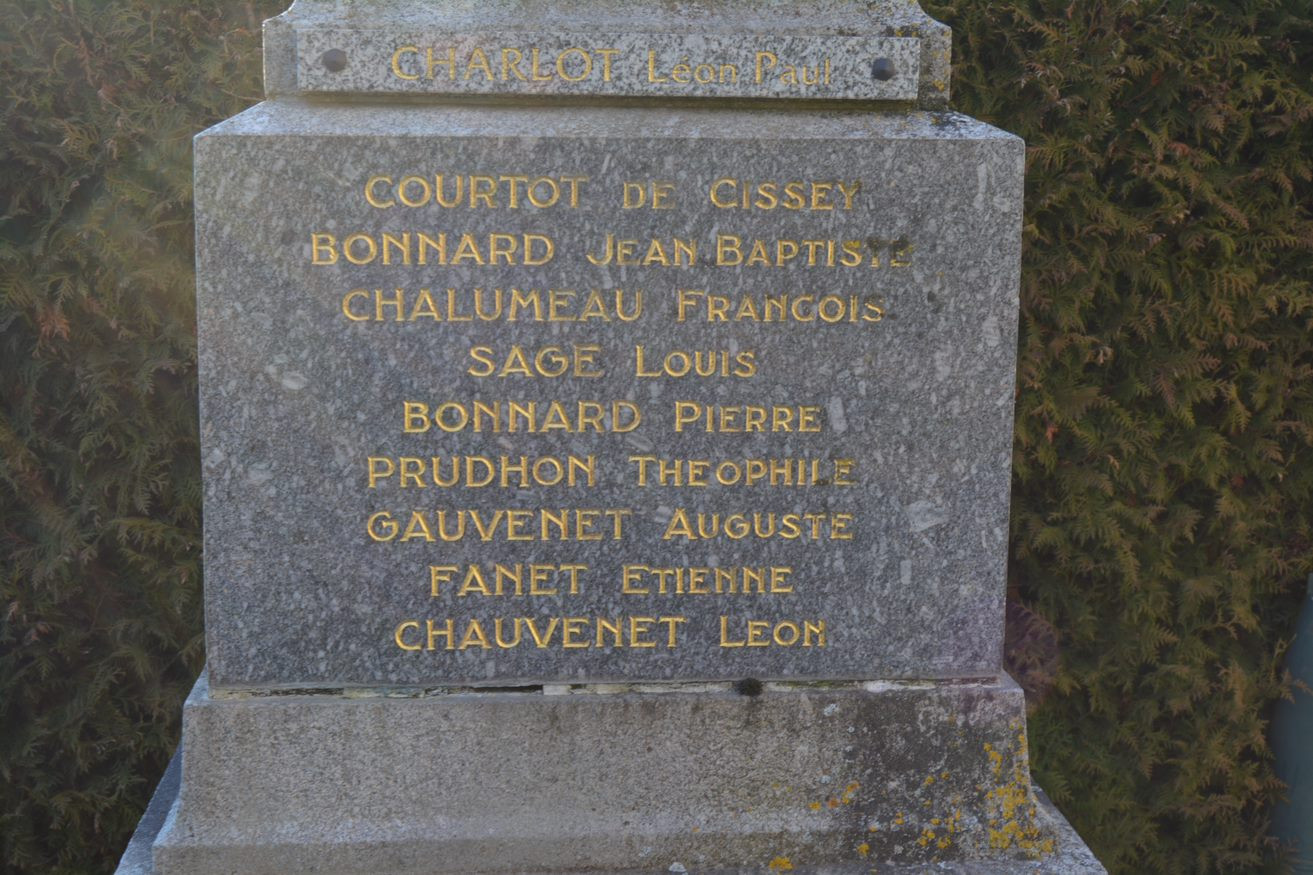 CHARLOT Léon Paul
COURTOT DE CISSEY
BONNARD JEAN BAPTISTE
CHALUMEAU FRANCOIS
SAGE LOUIS
BONNARD PIERRE
PRUDHON THEOPHILE
GAUVENET AUGUSTE
FANET ETIENNE
CHAUVENET LEON